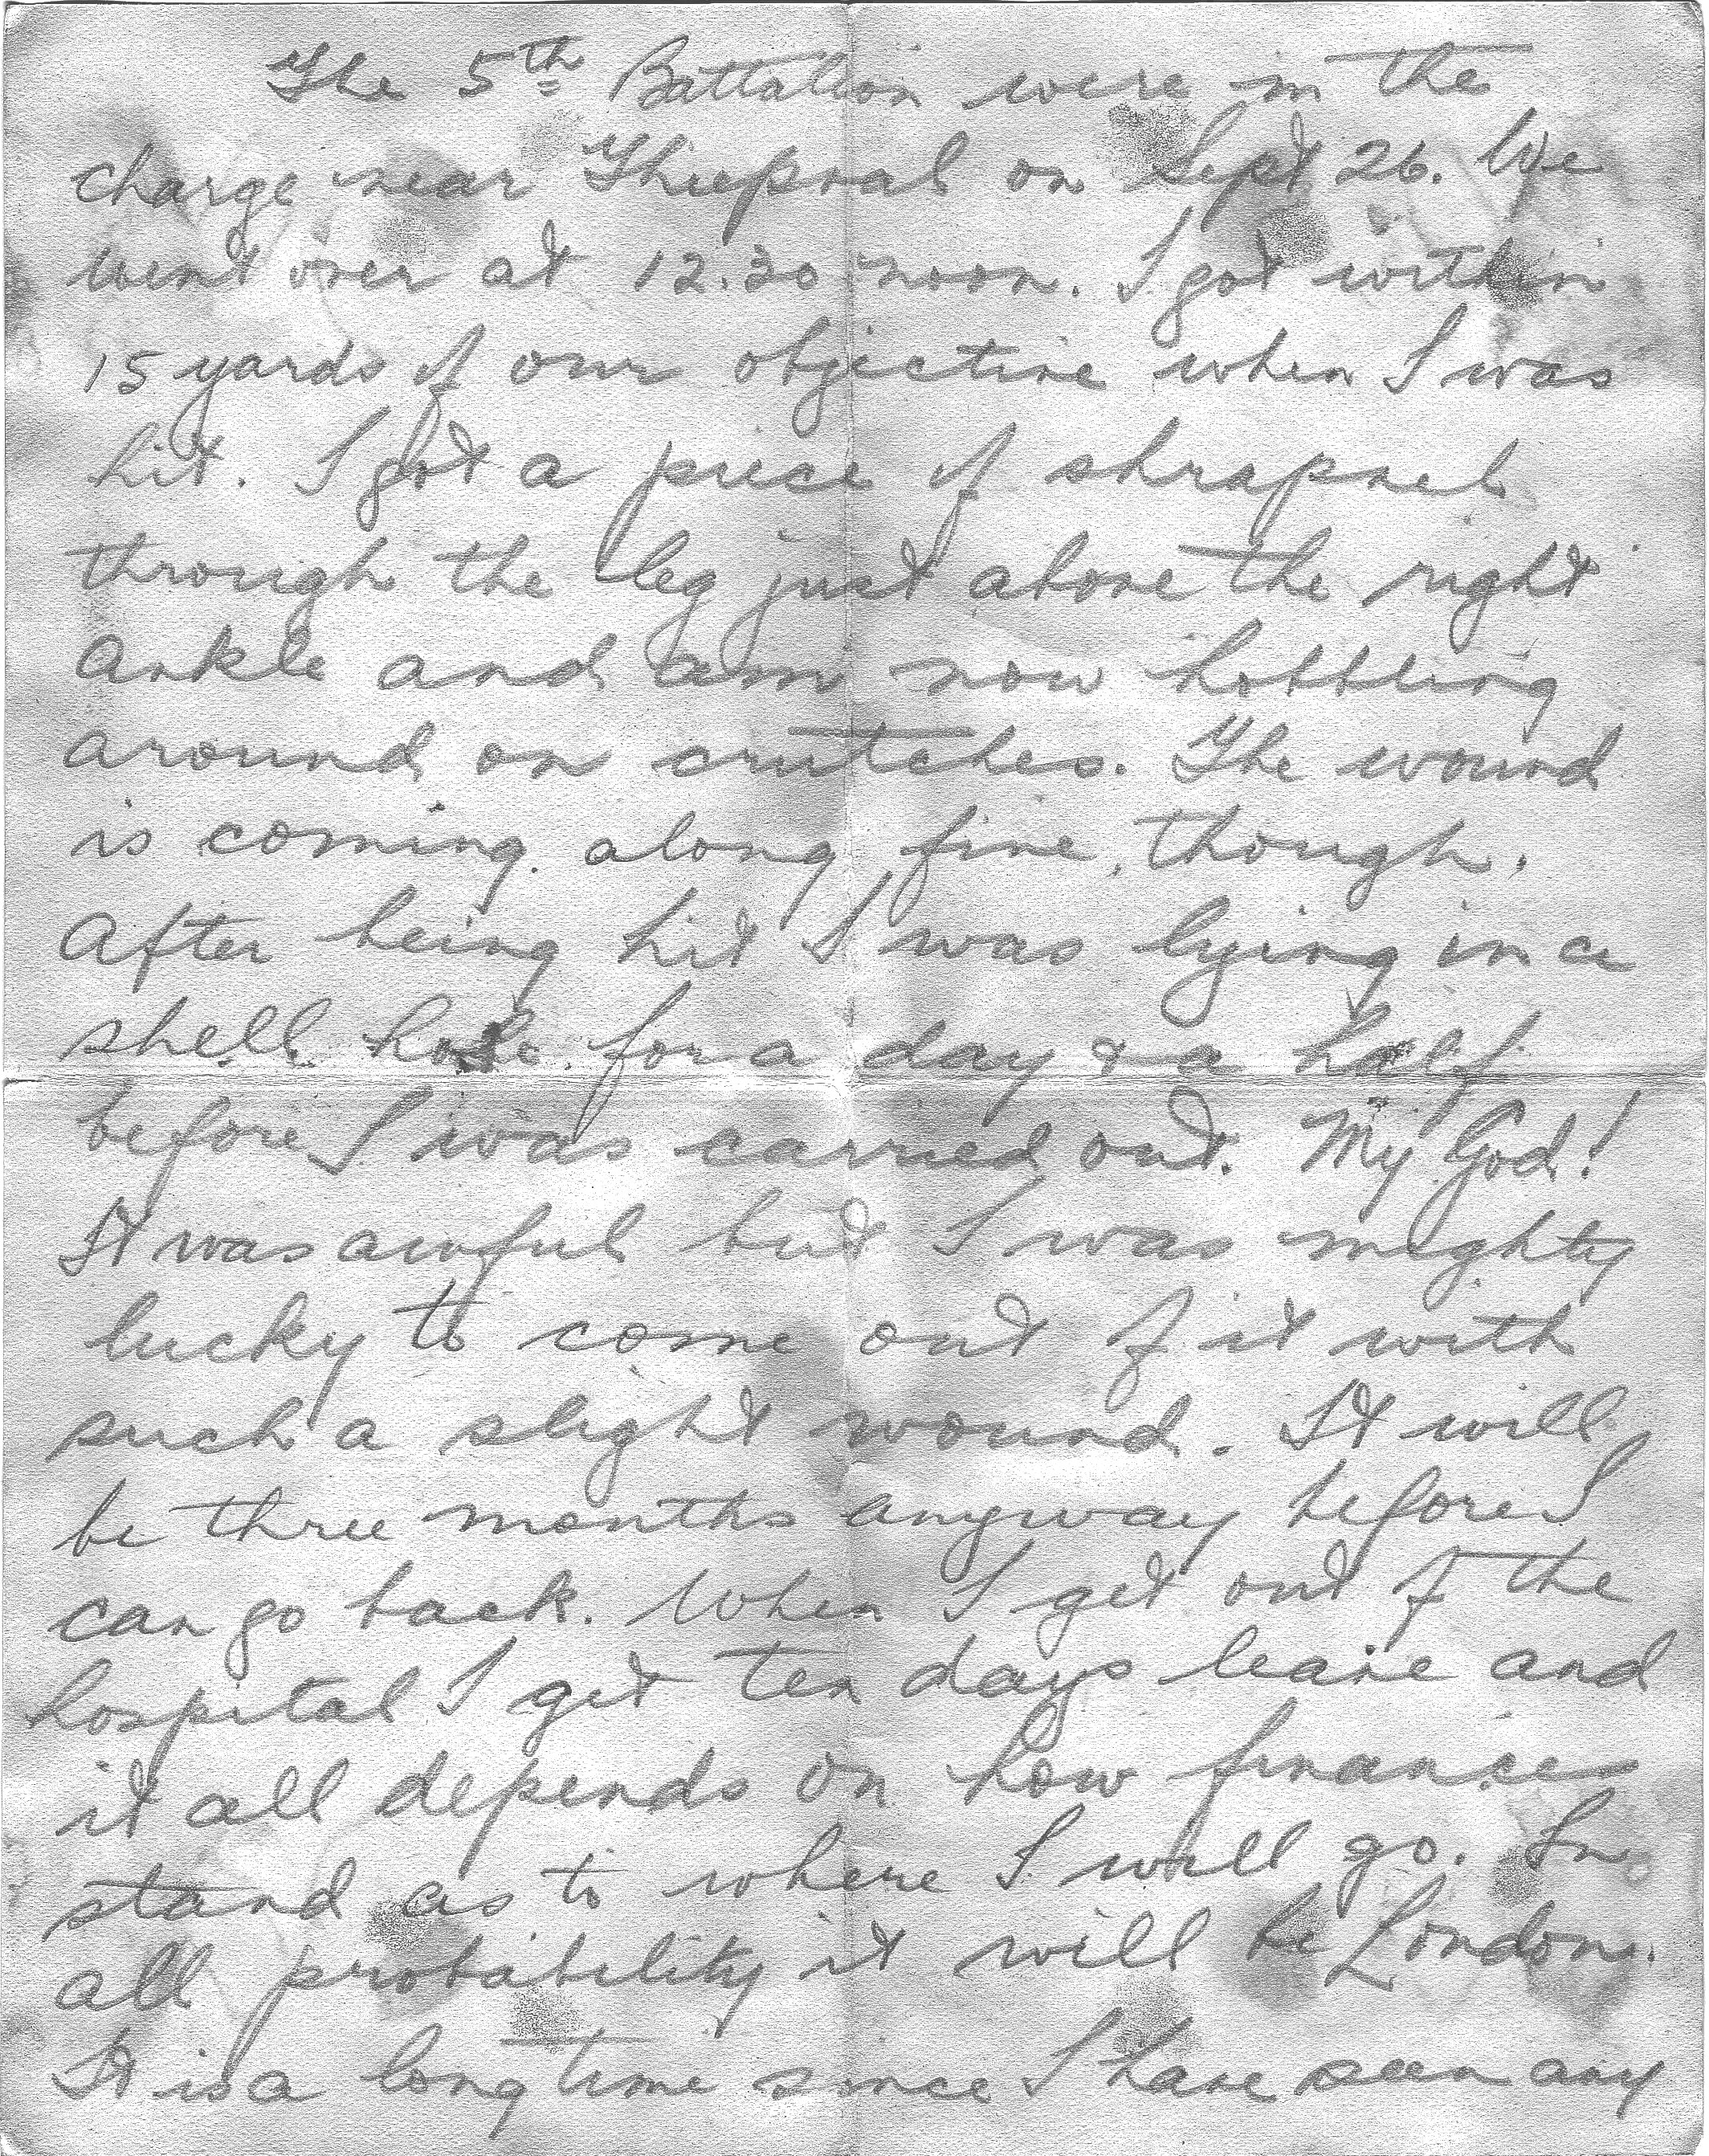 The 5th Battalion were in the
charge near Thiepval on Sept 26. We
went over at 12.30 noon. I got within
15 yards of our objective when I was
hit. I got a piece of shrapnel
through the leg just above the right
ankle and am now hobbling
around on crutches. The wound
is coming along fine, though.
After being hit I was lying in a
shell hole for a day & a half
before I was carried out. My God!
It was awful but I was mighty
lucky to come out of it with
such a slight wound. It will
be three months anyway before I
can go back. When I get out of the
hospital I get ten days leave and
it all depends on how finances
stand as to where I will go. In
all probability it will be London.
It is a long time since I have seen any